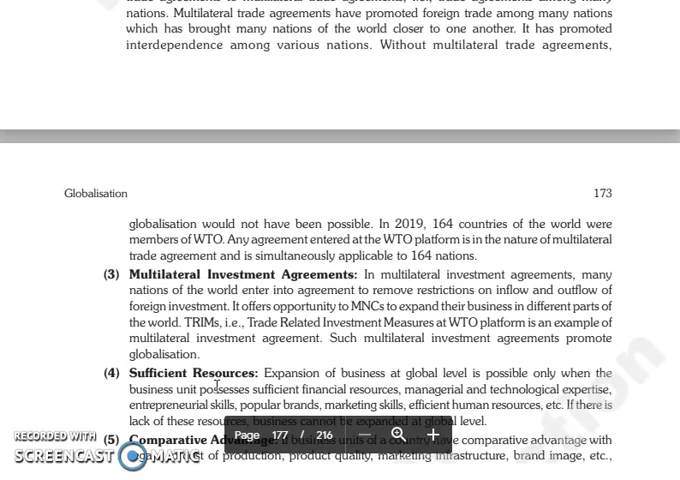 nations. Multilateral trade agreements have promoted foreign trade among many nations
which has brought many nations of the world closer to one another. It has promoted
interdependence among various nations. Without multilateral trade agreements,
Globalisation 173
globalisation would not have been possible. In 2019, 164 countries of the world were
members of WTO. Any agreement entered at the WTO platform is in the nature of multilateral
trade agreement and is simultaneously applicable to 164 nations.
(3) Multilateral Investment Agreements: In multilateral investment agreements, many
nations of the world enter into agreement to remove restrictions on inflow and outflow of
foreign investment. It offers opportunity to MNCs to expand their business in different parts of
the world. TRIMs, i.e., Trade Related Investment Measures at WTO platform is an example of
multilateral investment agreement. Such multilateral investment agreements promote
globalisation.
(4) Sufficient Resources: Expansion of business at global level is possible only when the
business unit possesses sufficient financial resources, managerial and technological expertise,
entrepreneurial skills, popular brands, marketing skills, efficient human resources, etc. If there is
lack of these resources, business cannot be expanded at global level.
(5) Comparative Advantage: If business units of a country have comparative advantage with
of production, product quality, marketing infrastructure, brand image, etc.,
Page 177 / 216
RECORDED WITH
SCREENCAST MATIC